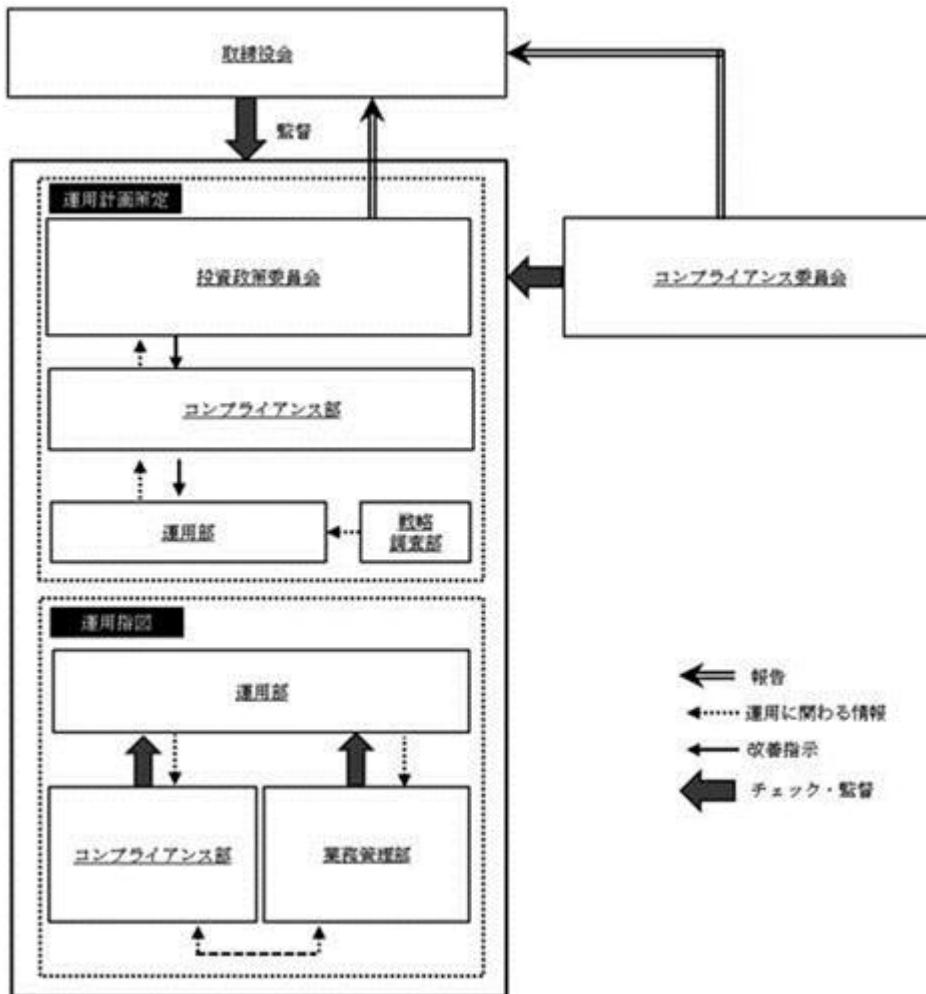 取締役会
監督
運用計画策定
投資政策委員会
コンプライアンス委員会
コンプライアンス部
運用部
戦略
調査部
運用指図
運用部
コンプライアンス部
業務管理部
報告
運用に関わる情報
改善指示
チェック・監督